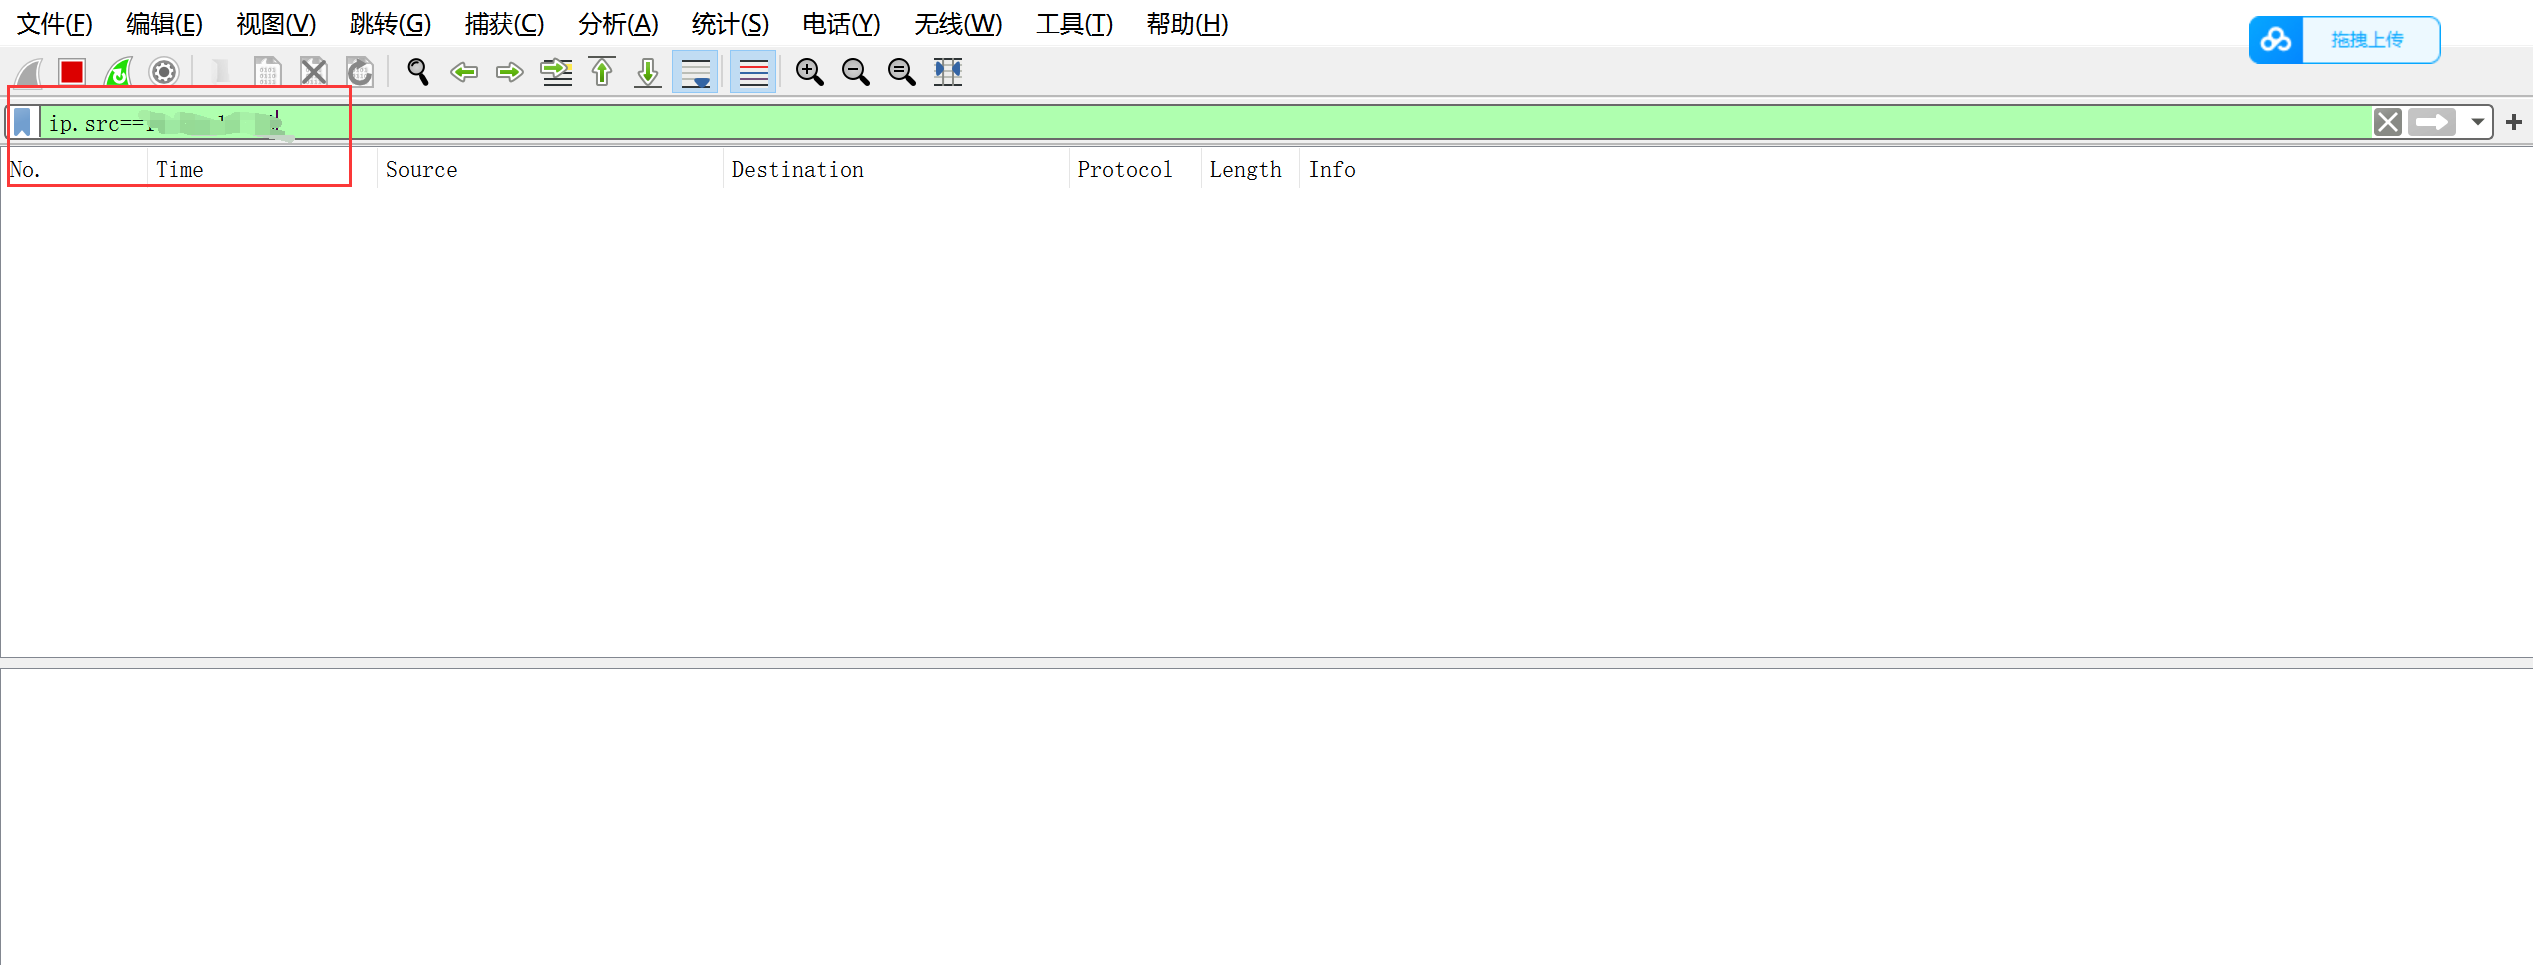 文件(F) 编辑(E) 视图(V) 跳转(G) 捕获(C) 分析(A) 统计(S) 电话(Y) 无线(W) 工具(T) 帮助(H)
拖拽上传
ip.src==
No. Time Source Destination Protocol Length Info